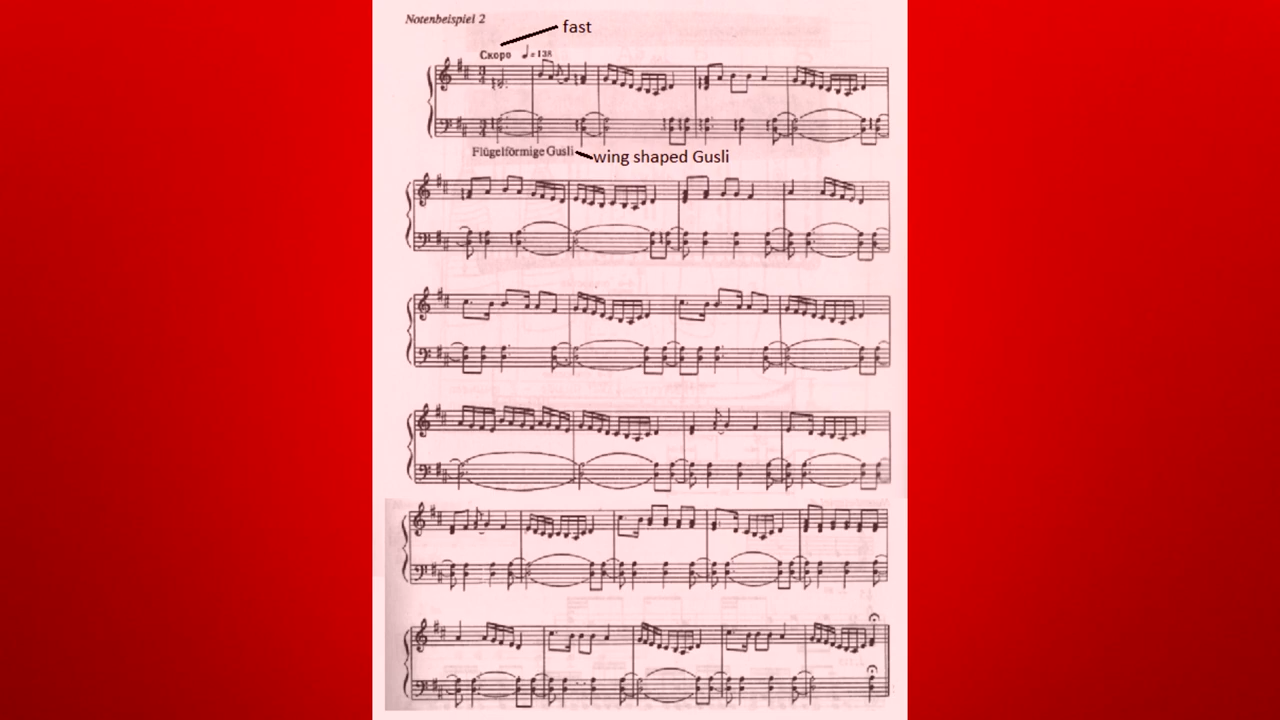 Notenbeispiel 2
fast
Скоро ♩=138
Flügelförmige Gusli
wing shaped Gusli